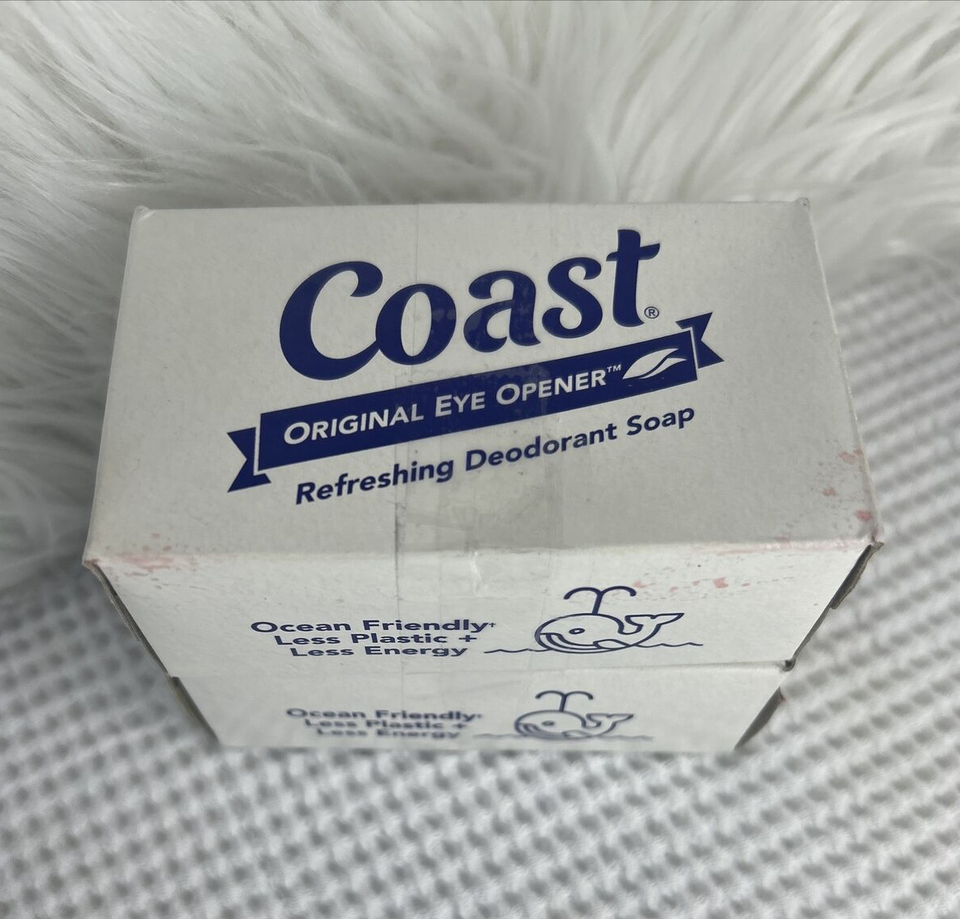 Coast®
ORIGINAL EYE OPENER™
Refreshing Deodorant Soap
Ocean Friendly†
Less Plastic +
Less Energy
Ocean Friendly†
Less Plastic +
Less Energy